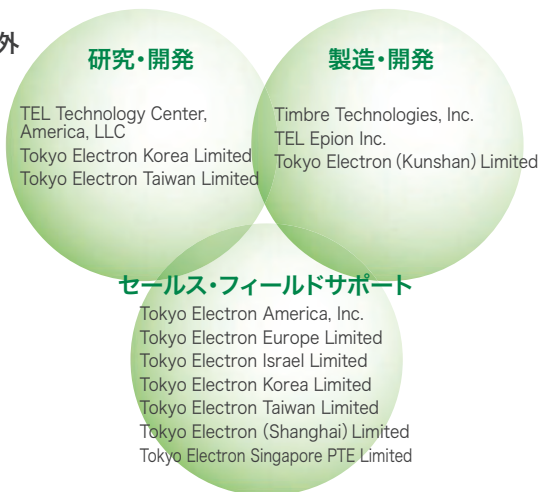 外
研究・開発
TEL Technology Center,
America, LLC
Tokyo Electron Korea Limited
Tokyo Electron Taiwan Limited
製造・開発
Timbre Technologies, Inc.
TEL Epion Inc.
Tokyo Electron (Kunshan) Limited
セールス・フィールドサポート
Tokyo Electron America, Inc.
Tokyo Electron Europe Limited
Tokyo Electron Israel Limited
Tokyo Electron Korea Limited
Tokyo Electron Taiwan Limited
Tokyo Electron (Shanghai) Limited
Tokyo Electron Singapore PTE Limited